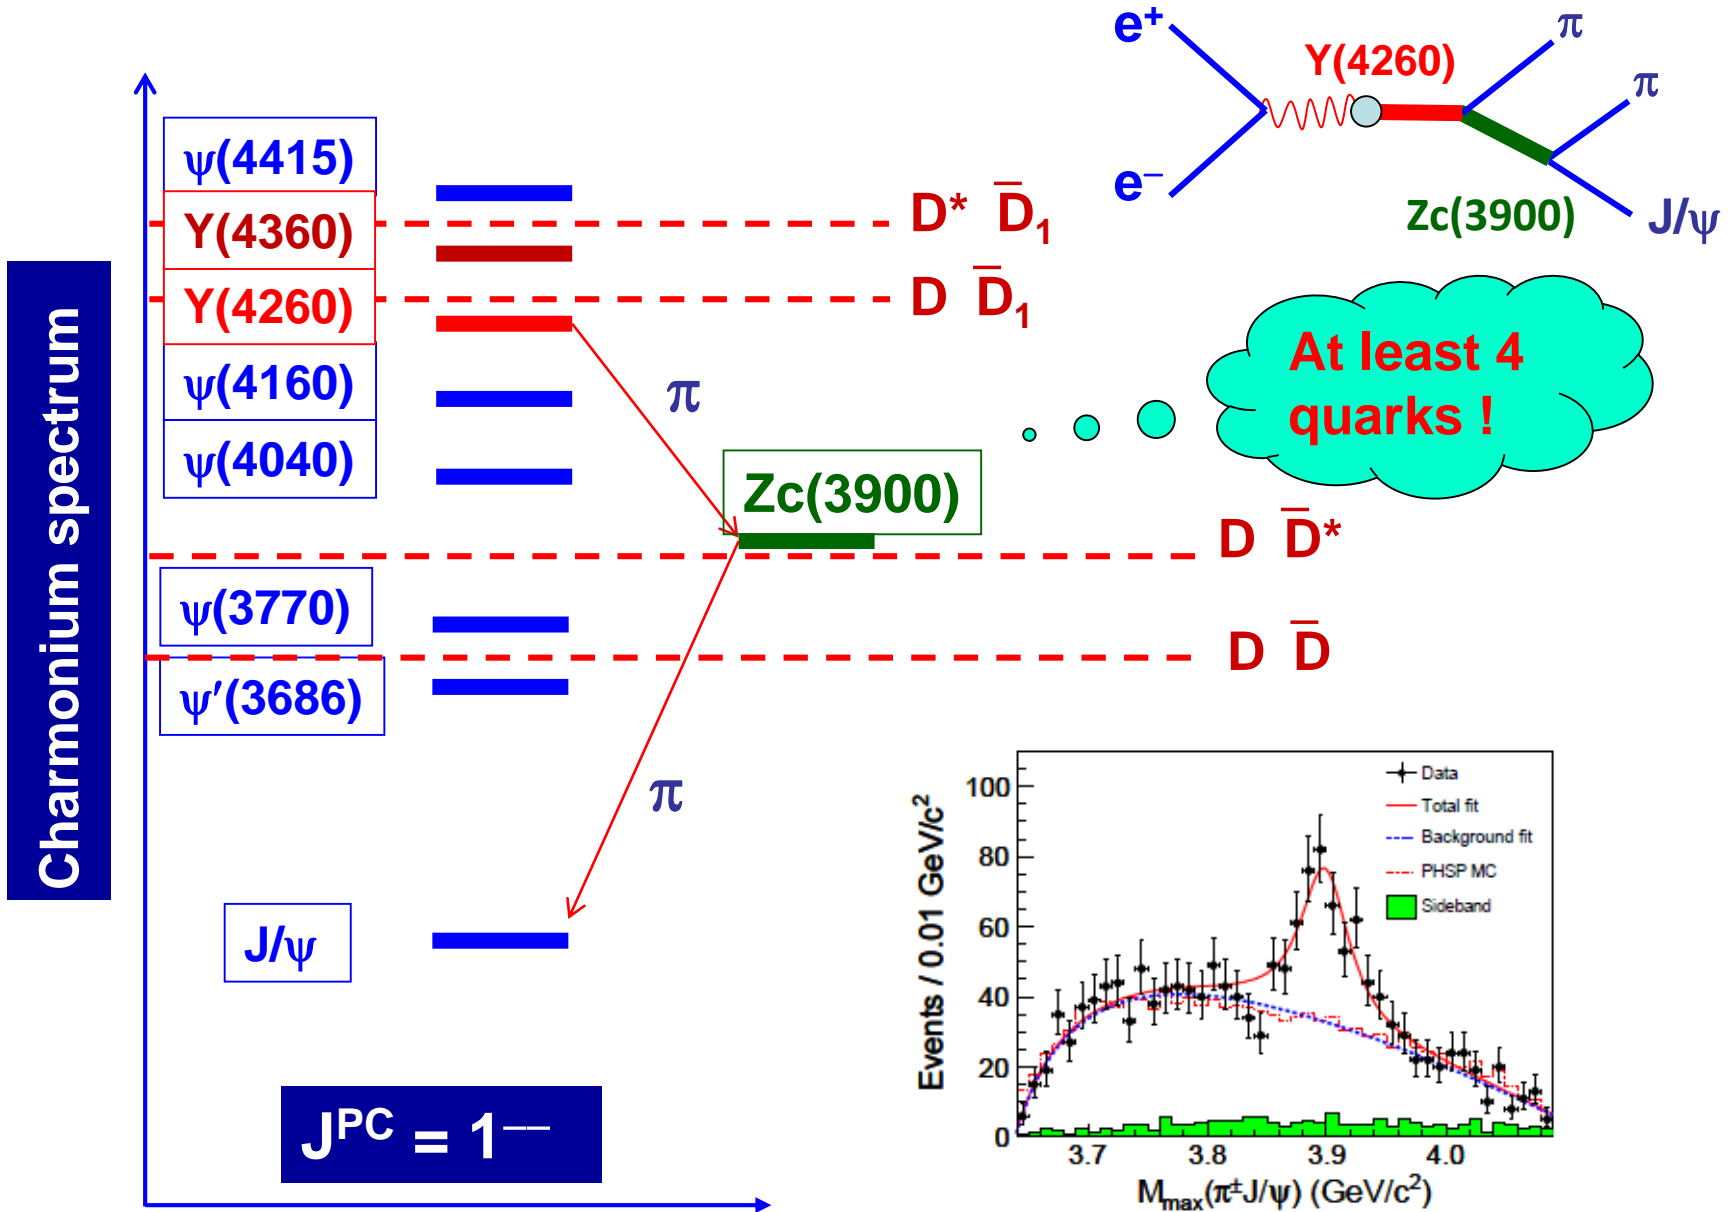 Charmonium spectrum
ψ(4415)
Y(4360)
Y(4260)
ψ(4160)
ψ(4040)
ψ(3770)
ψ′(3686)
J/ψ
J^PC = 1^−−
D* D̄₁
D D̄₁
π
Zc(3900)
π
D D̄*
D D̄
e⁺
e⁻
Y(4260)
π
π
Zc(3900)
J/ψ
At least 4
quarks !
Events / 0.01 GeV/c²
100
80
60
40
20
0
Data
Total fit
Background fit
PHSP MC
Sideband
3.7 3.8 3.9 4.0
M_max(π^±J/ψ) (GeV/c²)